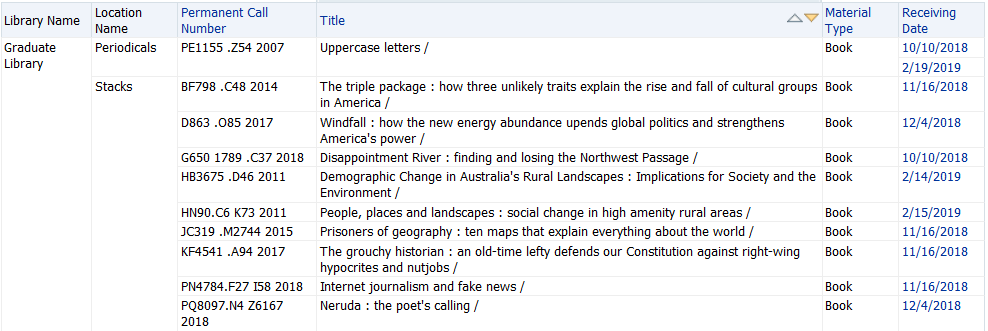 Library Name Location Name Permanent Call Number Title Material Type Receiving Date
Graduate Library Periodicals PE1155 .Z54 2007 Uppercase letters / Book 10/10/2018
2/19/2019
Stacks BF798 .C48 2014 The triple package : how three unlikely traits explain the rise and fall of cultural groups in America / Book 11/16/2018
D863 .O85 2017 Windfall : how the new energy abundance upends global politics and strengthens America's power / Book 12/4/2018
G650 1789 .C37 2018 Disappointment River : finding and losing the Northwest Passage / Book 10/10/2018
HB3675 .D46 2011 Demographic Change in Australia's Rural Landscapes : Implications for Society and the Environment / Book 2/14/2019
HN90.C6 K73 2011 People, places and landscapes : social change in high amenity rural areas / Book 2/15/2019
JC319 .M2744 2015 Prisoners of geography : ten maps that explain everything about the world / Book 11/16/2018
KF4541 .A94 2017 The grouchy historian : an old-time lefty defends our Constitution against right-wing hypocrites and nutjobs / Book 11/16/2018
PN4784.F27 I58 2018 Internet journalism and fake news / Book 11/16/2018
PQ8097.N4 Z6167 2018 Neruda : the poet's calling / Book 12/4/2018